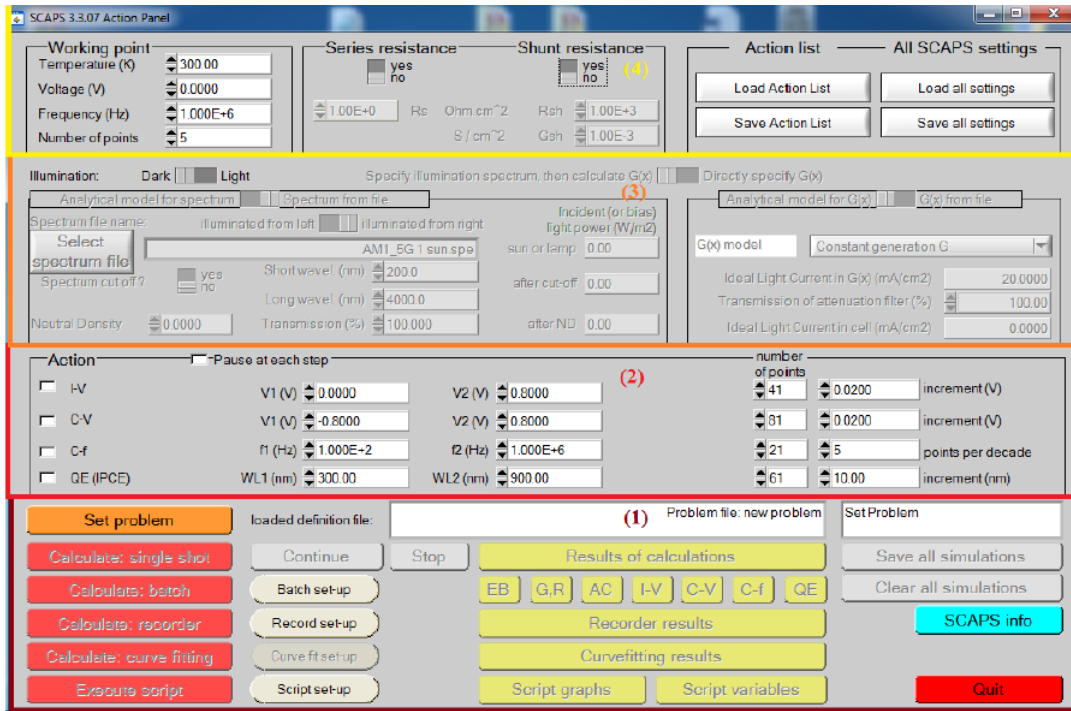 SCAPS 3.3.07 Action Panel
Working point
Temperature (K) 300.00
Voltage (V) 0.0000
Frequency (Hz) 1.000E+6
Number of points 5
Series resistance
yes
no
Shunt resistance
yes
no
(4)
1.00E+0 Rs Ohm.cm^2 Rsh 1.00E+3
S / cm^2 Gsh 1.00E-3
Action list
All SCAPS settings
Load Action List
Load all settings
Save Action List
Save all settings
Illumination: Dark Light
Specify illumination spectrum, then calculate G(x)
Directly specify G(x)
(3)
Analytical model for spectrum
Spectrum from file
Spectrum file name:
illuminated from left
illuminated from right
Incident (or bias)
light power (W/m2)
Select
spectrum file
AM1_5G 1 sun.spe
sun or lamp 0.00
Spectrum cut off?
yes
no
Short wavel. (nm) 200.0
after cut-off 0.00
Long wavel. (nm) 4000.0
Neutral Density 0.0000
Transmission (%) 100.000
after ND 0.00
Analytical model for G(x)
G(x) from file
G(x) model
Constant generation G
Ideal Light Current in G(x) (mA/cm2) 20.0000
Transmission of attenuation filter (%) 100.00
Ideal Light Current in cell (mA/cm2) 0.0000
Action
Pause at each step
(2)
number
of points
I-V V1 (V) 0.0000 V2 (V) 0.8000 41 0.0200 increment (V)
C-V V1 (V) -0.8000 V2 (V) 0.8000 81 0.0200 increment (V)
C-f f1 (Hz) 1.000E+2 f2 (Hz) 1.000E+6 21 5 points per decade
QE (IPCE) WL1 (nm) 300.00 WL2 (nm) 900.00 61 10.00 increment (nm)
Set problem
loaded definition file:
(1)
Problem file: new problem
Set Problem
Calculate: single shot
Continue
Stop
Results of calculations
Save all simulations
Calculate: batch
Batch set-up
EB G,R AC I-V C-V C-f QE
Clear all simulations
Calculate: recorder
Record set-up
Recorder results
SCAPS info
Calculate: curve fitting
Curve fit set-up
Curvefitting results
Execute script
Script set-up
Script graphs
Script variables
Quit